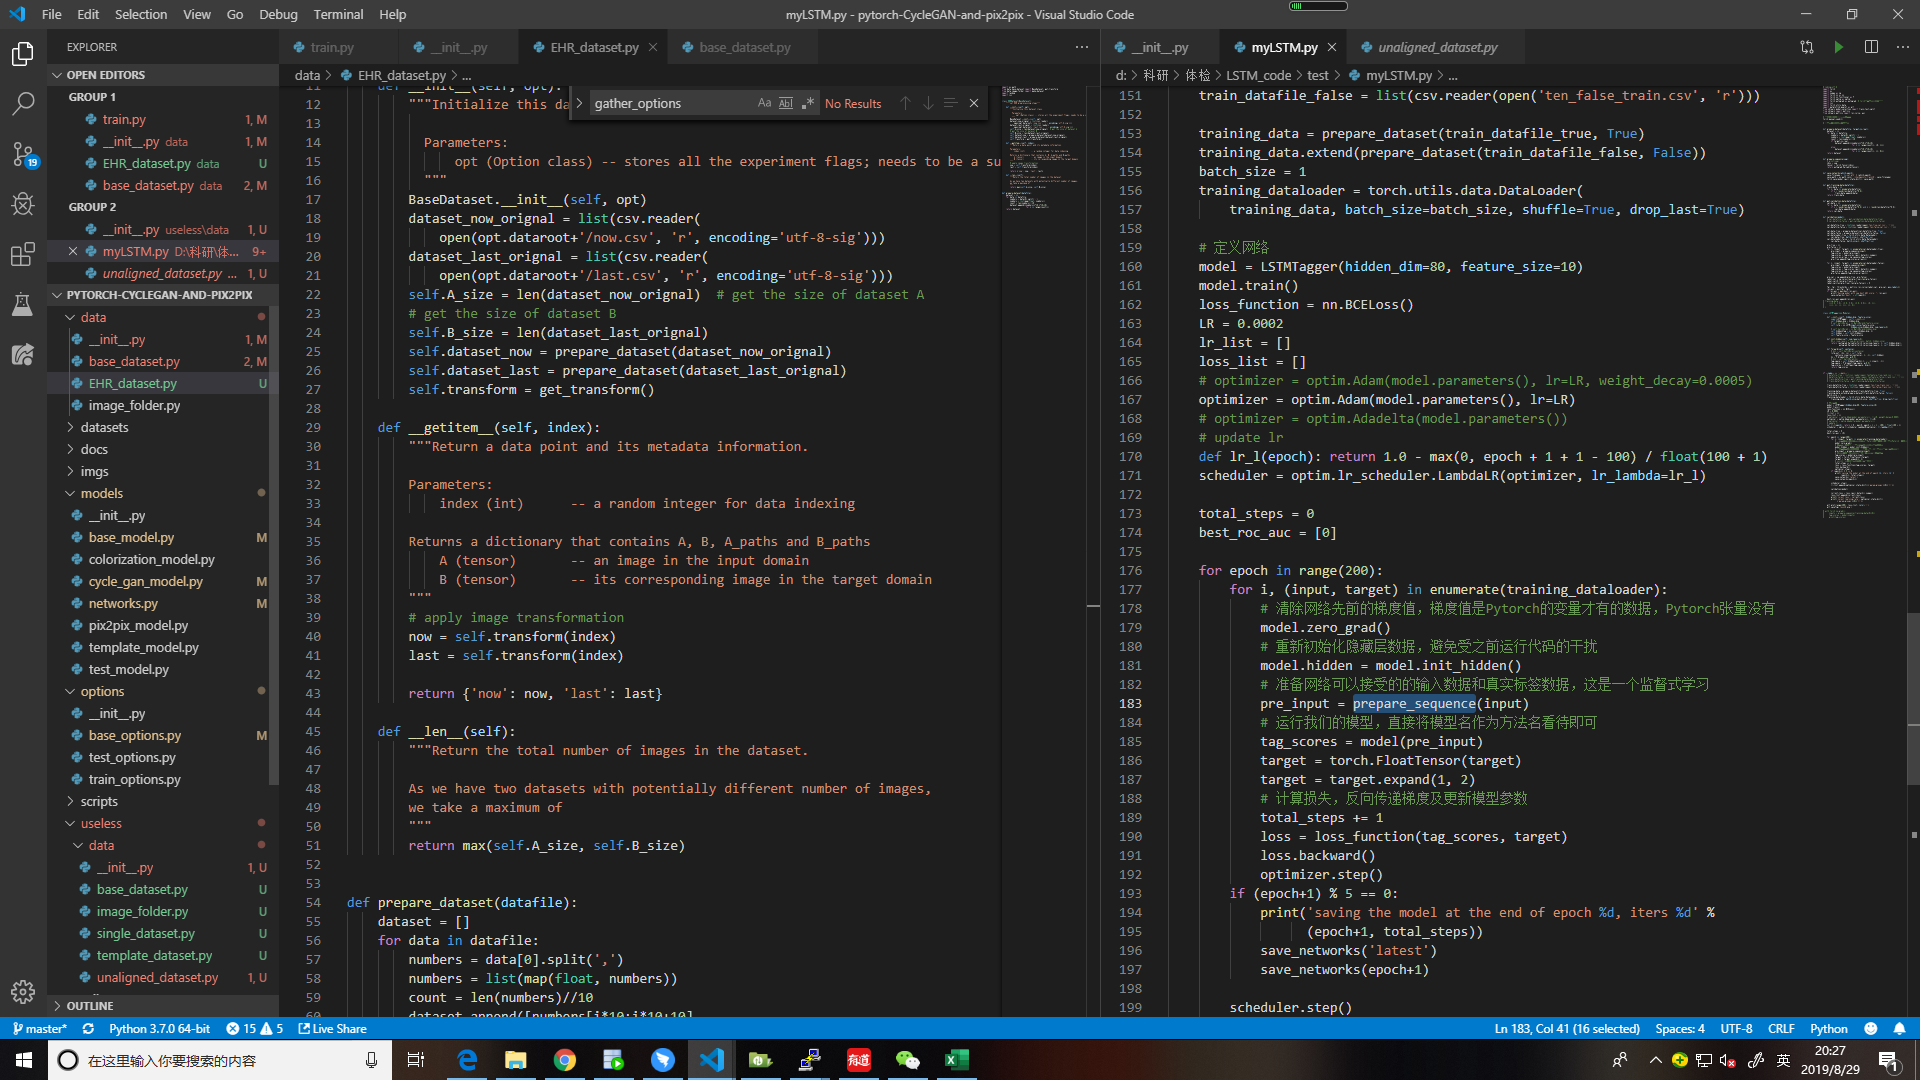 File Edit Selection View Go Debug Terminal Help
myLSTM.py - pytorch-CycleGAN-and-pix2pix - Visual Studio Code
EXPLORER
OPEN EDITORS
GROUP 1
train.py 1, M
__init__.py data 1, M
EHR_dataset.py data U
base_dataset.py data 2, M
GROUP 2
__init__.py useless\data 1, U
myLSTM.py D:\科研\体... 9+
unaligned_dataset.py ... 1, U
PYTORCH-CYCLEGAN-AND-PIX2PIX
data
__init__.py 1, M
base_dataset.py 2, M
EHR_dataset.py U
image_folder.py
datasets
docs
imgs
models
__init__.py
base_model.py M
colorization_model.py
cycle_gan_model.py M
networks.py M
pix2pix_model.py
template_model.py
test_model.py
options
__init__.py
base_options.py M
test_options.py
train_options.py
scripts
useless
data
__init__.py 1, U
base_dataset.py U
image_folder.py U
single_dataset.py U
template_dataset.py U
unaligned_dataset.py 1, U
OUTLINE
19
train.py __init__.py EHR_dataset.py base_dataset.py
data > EHR_dataset.py > ...
gather_options Aa Abl .* No Results
11 def __init__(self, opt):
12 """Initialize this da
13
14 Parameters:
15 opt (Option class) -- stores all the experiment flags; needs to be a su
16 """
17 BaseDataset.__init__(self, opt)
18 dataset_now_orignal = list(csv.reader(
19 open(opt.dataroot+'/now.csv', 'r', encoding='utf-8-sig')))
20 dataset_last_orignal = list(csv.reader(
21 open(opt.dataroot+'/last.csv', 'r', encoding='utf-8-sig')))
22 self.A_size = len(dataset_now_orignal)  # get the size of dataset A
23 # get the size of dataset B
24 self.B_size = len(dataset_last_orignal)
25 self.dataset_now = prepare_dataset(dataset_now_orignal)
26 self.dataset_last = prepare_dataset(dataset_last_orignal)
27 self.transform = get_transform()
28
29 def __getitem__(self, index):
30 """Return a data point and its metadata information.
31
32 Parameters:
33 index (int) -- a random integer for data indexing
34
35 Returns a dictionary that contains A, B, A_paths and B_paths
36 A (tensor) -- an image in the input domain
37 B (tensor) -- its corresponding image in the target domain
38 """
39 # apply image transformation
40 now = self.transform(index)
41 last = self.transform(index)
42
43 return {'now': now, 'last': last}
44
45 def __len__(self):
46 """Return the total number of images in the dataset.
47
48 As we have two datasets with potentially different number of images,
49 we take a maximum of
50 """
51 return max(self.A_size, self.B_size)
52
53
54 def prepare_dataset(datafile):
55 dataset = []
56 for data in datafile:
57 numbers = data[0].split(',')
58 numbers = list(map(float, numbers))
59 count = len(numbers)//10
60 dataset.append([numbers[i*10:i*10+10]
__init__.py myLSTM.py unaligned_dataset.py
d: > 科研 > 体检 > LSTM_code > test > myLSTM.py > ...
151 train_datafile_false = list(csv.reader(open('ten_false_train.csv', 'r')))
152
153 training_data = prepare_dataset(train_datafile_true, True)
154 training_data.extend(prepare_dataset(train_datafile_false, False))
155 batch_size = 1
156 training_dataloader = torch.utils.data.DataLoader(
157 training_data, batch_size=batch_size, shuffle=True, drop_last=True)
158
159 # 定义网络
160 model = LSTMTagger(hidden_dim=80, feature_size=10)
161 model.train()
162 loss_function = nn.BCELoss()
163 LR = 0.0002
164 lr_list = []
165 loss_list = []
166 # optimizer = optim.Adam(model.parameters(), lr=LR, weight_decay=0.0005)
167 optimizer = optim.Adam(model.parameters(), lr=LR)
168 # optimizer = optim.Adadelta(model.parameters())
169 # update lr
170 def lr_l(epoch): return 1.0 - max(0, epoch + 1 + 1 - 100) / float(100 + 1)
171 scheduler = optim.lr_scheduler.LambdaLR(optimizer, lr_lambda=lr_l)
172
173 total_steps = 0
174 best_roc_auc = [0]
175
176 for epoch in range(200):
177 for i, (input, target) in enumerate(training_dataloader):
178 # 清除网络先前的梯度值，梯度值是Pytorch的变量才有的数据，Pytorch张量没有
179 model.zero_grad()
180 # 重新初始化隐藏层数据，避免受之前运行代码的干扰
181 model.hidden = model.init_hidden()
182 # 准备网络可以接受的的输入数据和真实标签数据，这是一个监督式学习
183 pre_input = prepare_sequence(input)
184 # 运行我们的模型，直接将模型名作为方法名看待即可
185 tag_scores = model(pre_input)
186 target = torch.FloatTensor(target)
187 target = target.expand(1, 2)
188 # 计算损失，反向传递梯度及更新模型参数
189 total_steps += 1
190 loss = loss_function(tag_scores, target)
191 loss.backward()
192 optimizer.step()
193 if (epoch+1) % 5 == 0:
194 print('saving the model at the end of epoch %d, iters %d' %
195 (epoch+1, total_steps))
196 save_networks('latest')
197 save_networks(epoch+1)
198
199 scheduler.step()
master* Python 3.7.0 64-bit 15 5 Live Share
Ln 183, Col 41 (16 selected) Spaces: 4 UTF-8 CRLF Python
在这里输入你要搜索的内容
有道
英
20:27
2019/8/29
1